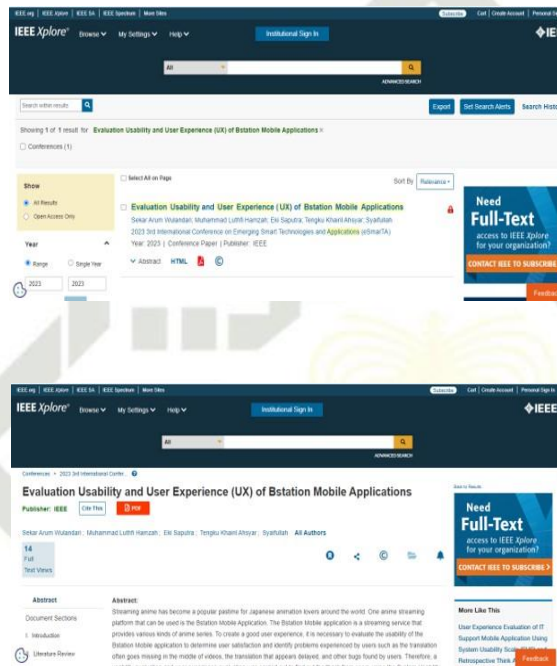 IEEE.org | IEEE Xplore | IEEE SA | IEEE Spectrum | More Sites Subscribe Cart | Create Account | Personal
IEEE Xplore® Browse My Settings Help Institutional Sign In IEE
All
ADVANCED SEARCH
Search within results Export Set Search Alerts Search Histo
Showing 1 of 1 result for Evaluation Usability and User Experience (UX) of Bstation Mobile Applications ×
Conferences (1)
Show
All Results
Open Access Only
Year
Range Single Year
2023 2023
Select All on Page Sort By Relevance
Evaluation Usability and User Experience (UX) of Bstation Mobile Applications
Sekar Arum Wulandari; Muhammad Luthfi Hamzah; Eki Saputra; Tengku Khairil Ahsyar; Syaifullah
2023 3rd International Conference on Emerging Smart Technologies and Applications (eSmarTA)
Year: 2023 | Conference Paper | Publisher: IEEE
Abstract HTML
Need
Full-Text
access to IEEE Xplore
for your organization?
CONTACT IEEE TO SUBSCRIBE
Feedback
IEEE.org | IEEE Xplore | IEEE SA | IEEE Spectrum | More Sites Subscribe Cart | Create Account | Personal Sign In
IEEE Xplore® Browse My Settings Help Institutional Sign In IEEE
All
ADVANCED SEARCH
Conferences > 2023 3rd International Confer...
Back to Results
Evaluation Usability and User Experience (UX) of Bstation Mobile Applications
Publisher: IEEE Cite This PDF
Sekar Arum Wulandari; Muhammad Luthfi Hamzah; Eki Saputra; Tengku Khairil Ahsyar; Syaifullah All Authors
14
Full
Text Views
Abstract
Document Sections
I. Introduction
Literature Review
Abstract:
Streaming anime has become a popular pastime for Japanese animation lovers around the world. One anime streaming
platform that can be used is the Bstation Application. The Bstation Mobile Application is a streaming service that
provides various kinds of anime series. To create a good user experience, it is necessary to evaluate the usability of the
Bstation Mobile application to determine user satisfaction and identify problems experienced by users such as the translation
often goes missing in the middle of videos, the translation that appears is delayed, and other bugs found by users. Therefore, a
Need
Full-Text
access to IEEE Xplore
for your organization?
CONTACT IEEE TO SUBSCRIBE >
More Like This
User Experience Evaluation of IT
Support Mobile Application Using
System Usability Scale
Retrospective Think
Feedback